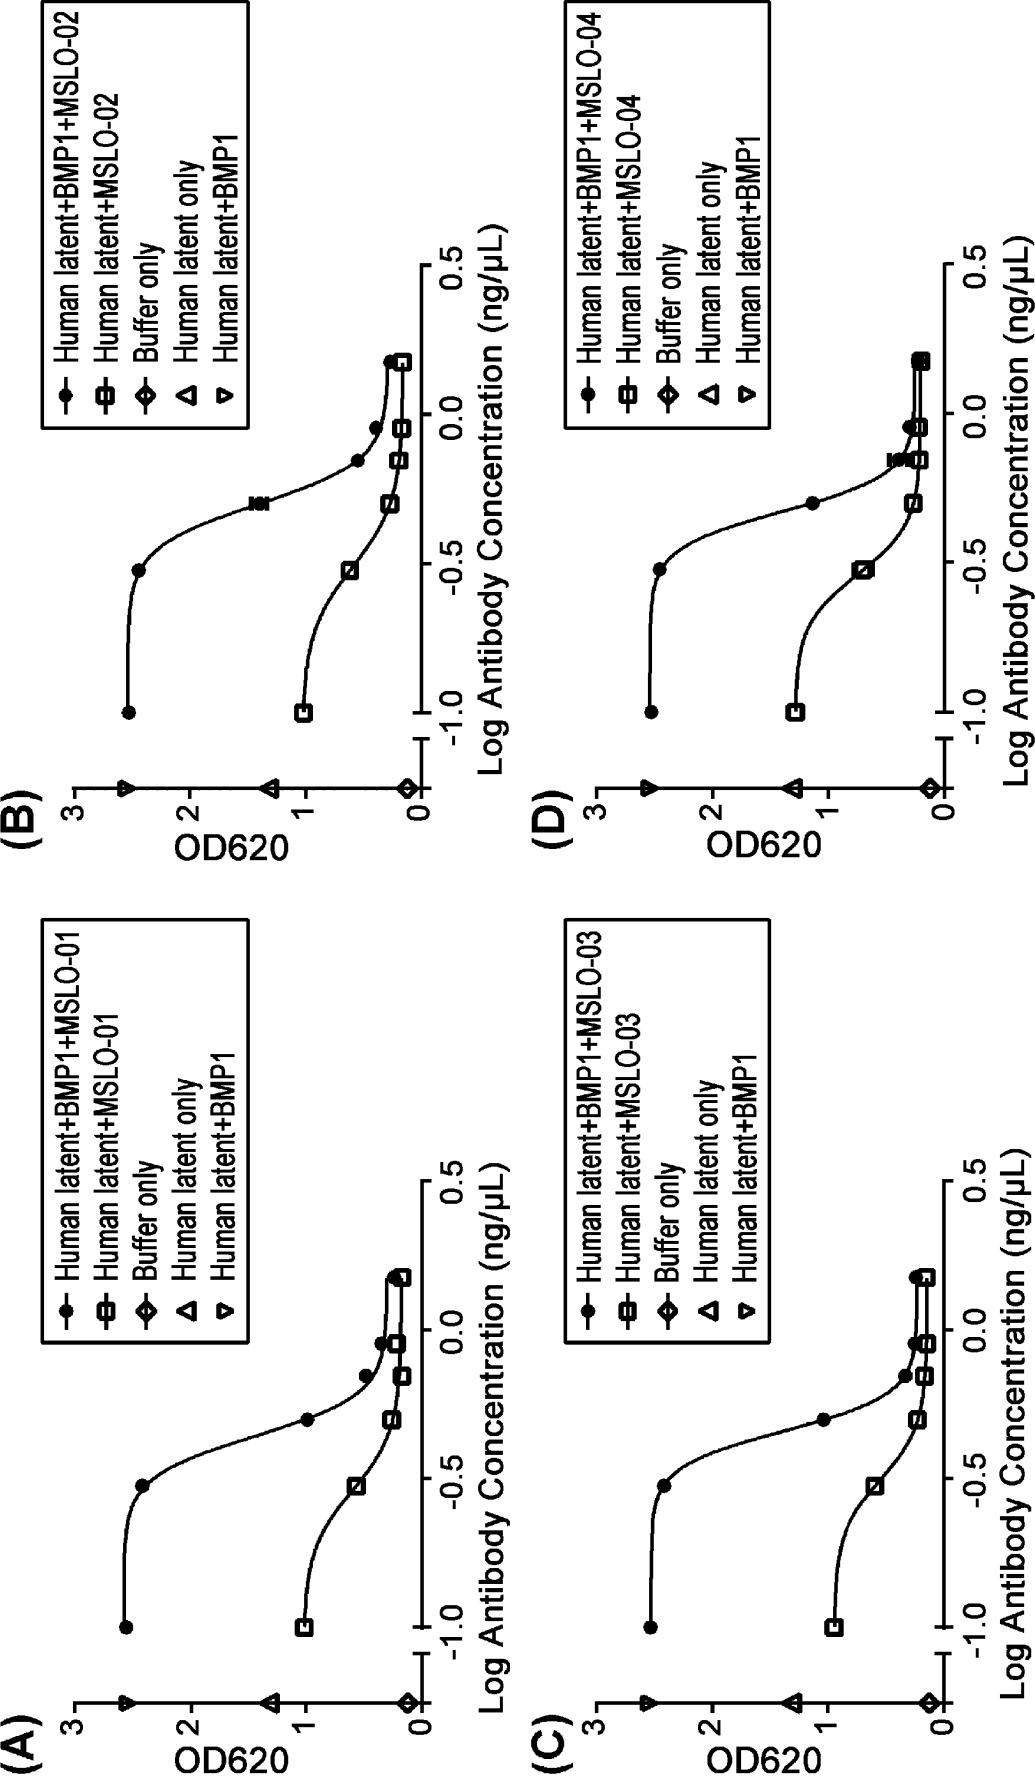 (A)
OD620
3
2
1
0
-1.0
-0.5
0.0
0.5
Log Antibody Concentration (ng/µL)
Human latent+BMP1+MSLO-01
Human latent+MSLO-01
Buffer only
Human latent only
Human latent+BMP1
(B)
OD620
3
2
1
0
-1.0
-0.5
0.0
0.5
Log Antibody Concentration (ng/µL)
Human latent+BMP1+MSLO-02
Human latent+MSLO-02
Buffer only
Human latent only
Human latent+BMP1
(C)
OD620
3
2
1
0
-1.0
-0.5
0.0
0.5
Log Antibody Concentration (ng/µL)
Human latent+BMP1+MSLO-03
Human latent+MSLO-03
Buffer only
Human latent only
Human latent+BMP1
(D)
OD620
3
2
1
0
-1.0
-0.5
0.0
0.5
Log Antibody Concentration (ng/µL)
Human latent+BMP1+MSLO-04
Human latent+MSLO-04
Buffer only
Human latent only
Human latent+BMP1